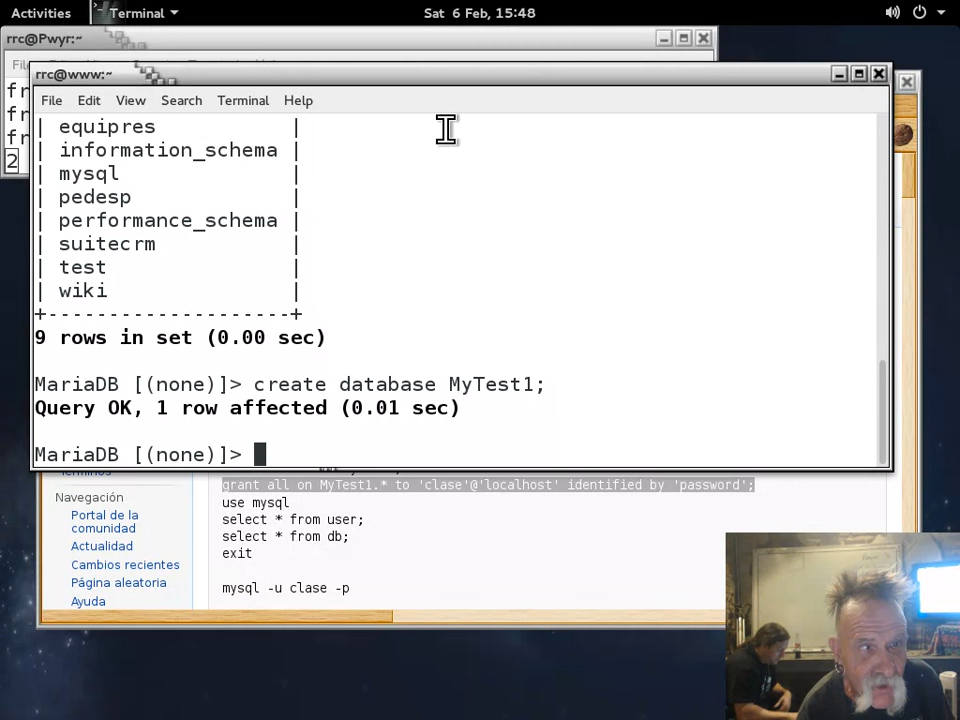 Activities
Terminal
Sat 6 Feb, 15:48
rrc@Pwyr:~
rrc@www:~
File Edit View Search Terminal Help
2
| equipres |
| information_schema |
| mysql |
| pedesp |
| performance_schema |
| suitecrm |
| test |
| wiki |
+--------------------+
9 rows in set (0.00 sec)
MariaDB [(none)]> create database MyTest1;
Query OK, 1 row affected (0.01 sec)
MariaDB [(none)]>
Navegación
Portal de la
comunidad
Actualidad
Cambios recientes
Página aleatoria
Ayuda
grant all on MyTest1.* to 'clase'@'localhost' identified by 'password';
use mysql
select * from user;
select * from db;
exit
mysql -u clase -p